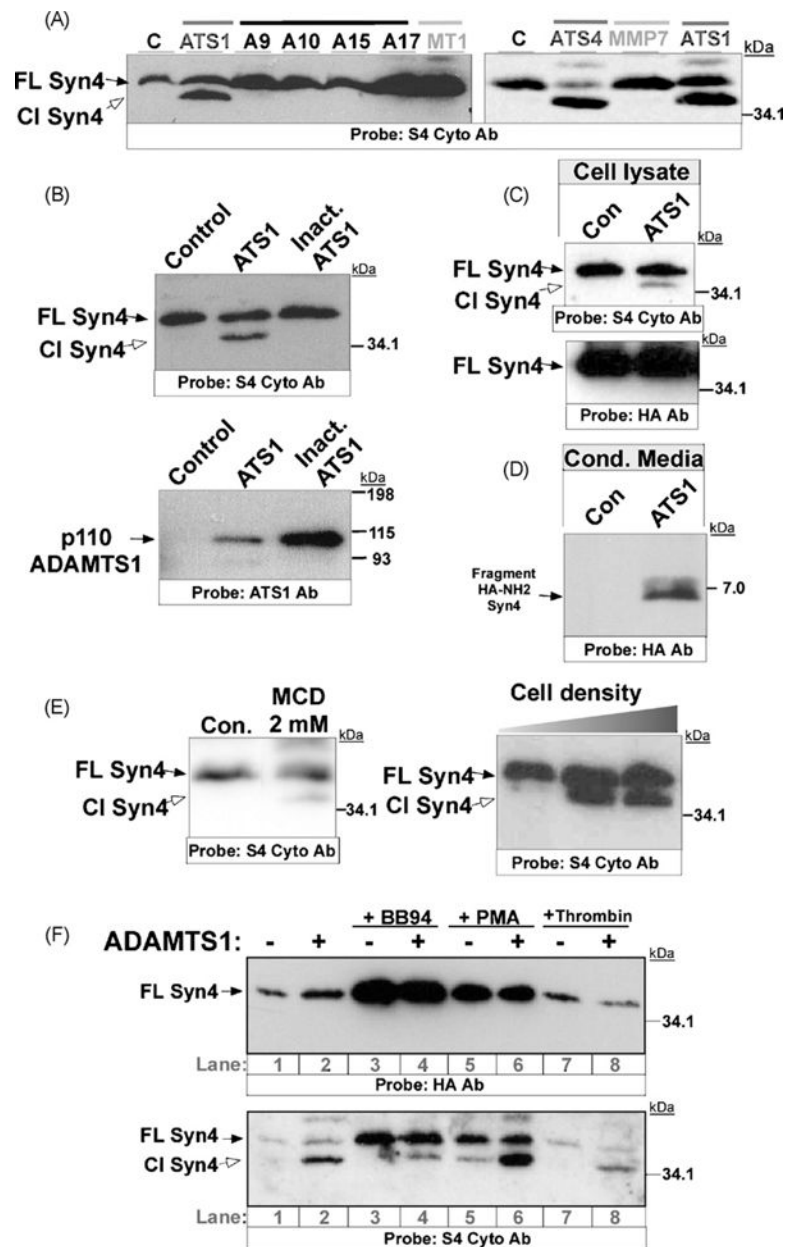 (A)
C ATS1 A9 A10 A15 A17 MT1
C ATS4 MMP7 ATS1 kDa
FL Syn4
Cl Syn4
34.1
Probe: S4 Cyto Ab
(B)
Control ATS1 Inact. ATS1
kDa
FL Syn4
Cl Syn4
34.1
Probe: S4 Cyto Ab
Control ATS1 Inact. ATS1
kDa
198
p110 ADAMTS1
115
93
Probe: ATS1 Ab
(C)
Cell lysate
Con ATS1
kDa
FL Syn4
Cl Syn4
34.1
Probe: S4 Cyto Ab
FL Syn4
34.1
Probe: HA Ab
(D)
Cond. Media
Con ATS1
kDa
Fragment
HA-NH2
Syn4
7.0
Probe: HA Ab
(E)
Con. MCD 2 mM
kDa
FL Syn4
Cl Syn4
34.1
Probe: S4 Cyto Ab
Cell density
kDa
FL Syn4
Cl Syn4
34.1
Probe: S4 Cyto Ab
(F)
+ BB94 + PMA +Thrombin
ADAMTS1: - + - + - + - +
kDa
FL Syn4
34.1
Lane: 1 2 3 4 5 6 7 8
Probe: HA Ab
kDa
FL Syn4
Cl Syn4
34.1
Lane: 1 2 3 4 5 6 7 8
Probe: S4 Cyto Ab